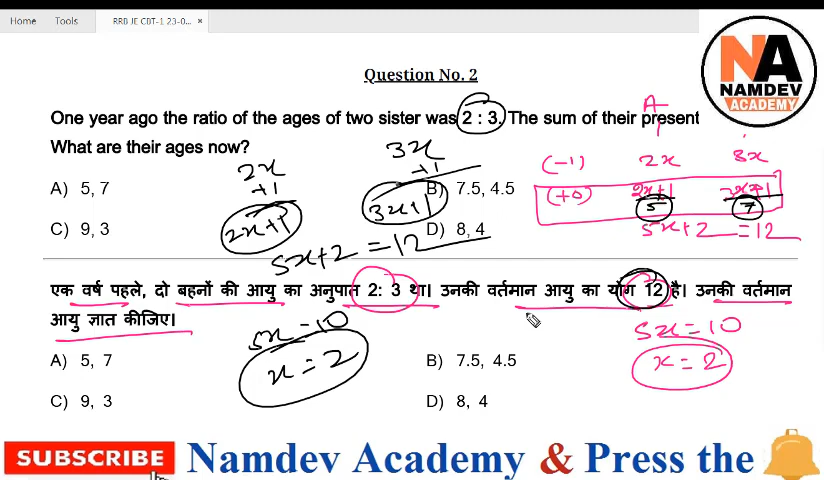 Home Tools RRB JE CBT-1 23-0... ×
NA
NAMDEV
ACADEMY
Question No. 2
One year ago the ratio of the ages of two sister was 2 : 3. The sum of their present
What are their ages now?
A) 5, 7
B) 7.5, 4.5
C) 9, 3
D) 8, 4
2x
+1
2x+1
3x
+1
3x+1
5x+2 = 12
A
(-1) 2x 3x
(+0) 2x+1 3x+1
5 7
5x+2 = 12
एक वर्ष पहले, दो बहनों की आयु का अनुपात 2: 3 था। उनकी वर्तमान आयु का योग 12 है। उनकी वर्तमान
आयु ज्ञात कीजिए।
A) 5, 7
B) 7.5, 4.5
C) 9, 3
D) 8, 4
5x = 10
x = 2
5x = 10
x = 2
SUBSCRIBE Namdev Academy & Press the